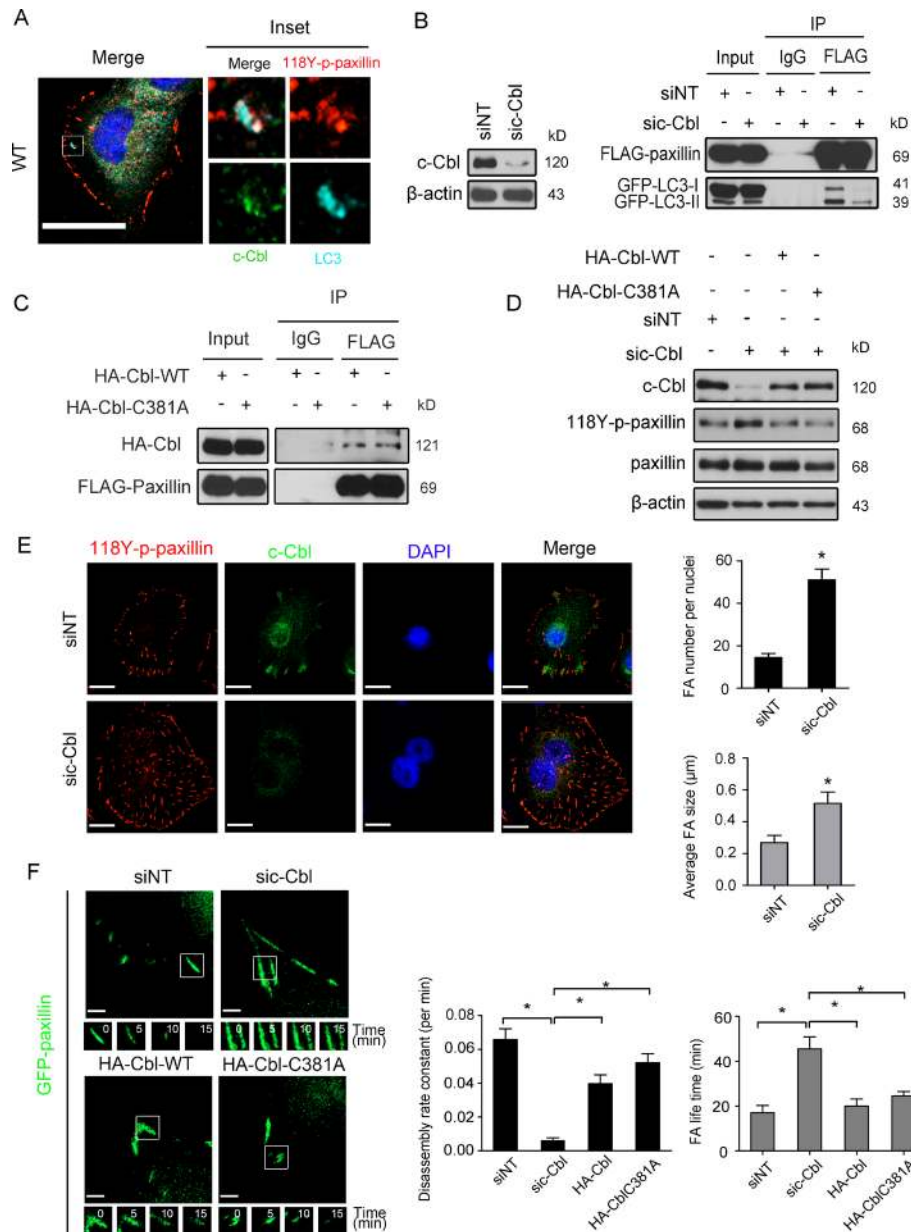 A
Merge
WT
Inset
Merge 118Y-p-paxillin
c-Cbl LC3
B
siNT sic-Cbl kD
c-Cbl 120
β-actin 43
IP
Input IgG FLAG
siNT + - + - + -
sic-Cbl - + - + - + kD
FLAG-paxillin 69
GFP-LC3-I 41
GFP-LC3-II 39
C
IP
Input IgG FLAG
HA-Cbl-WT + - + - + -
HA-Cbl-C381A - + - + - + kD
HA-Cbl 121
FLAG-Paxillin 69
D
HA-Cbl-WT - - + -
HA-Cbl-C381A - - - +
siNT + - - -
sic-Cbl - + + + kD
c-Cbl 120
118Y-p-paxillin 68
paxillin 68
β-actin 43
E
118Y-p-paxillin c-Cbl DAPI Merge
siNT
sic-Cbl
FA number per nuclei
60
40
20
0
*
siNT sic-Cbl
Average FA size (μm)
0.8
0.6
0.4
0.2
0.0
*
siNT sic-Cbl
F
GFP-paxillin
siNT sic-Cbl
0 5 10 15 0 5 10 15 Time (min)
HA-Cbl-WT HA-Cbl-C381A
0 5 10 15 0 5 10 15 Time (min)
Disassembly rate constant (per min)
0.08
0.06
0.04
0.02
0.00
* * *
siNT sic-Cbl HA-Cbl HA-CblC381A
FA life time (min)
60
40
20
0
* * *
siNT sic-Cbl HA-Cbl HA-CblC381A